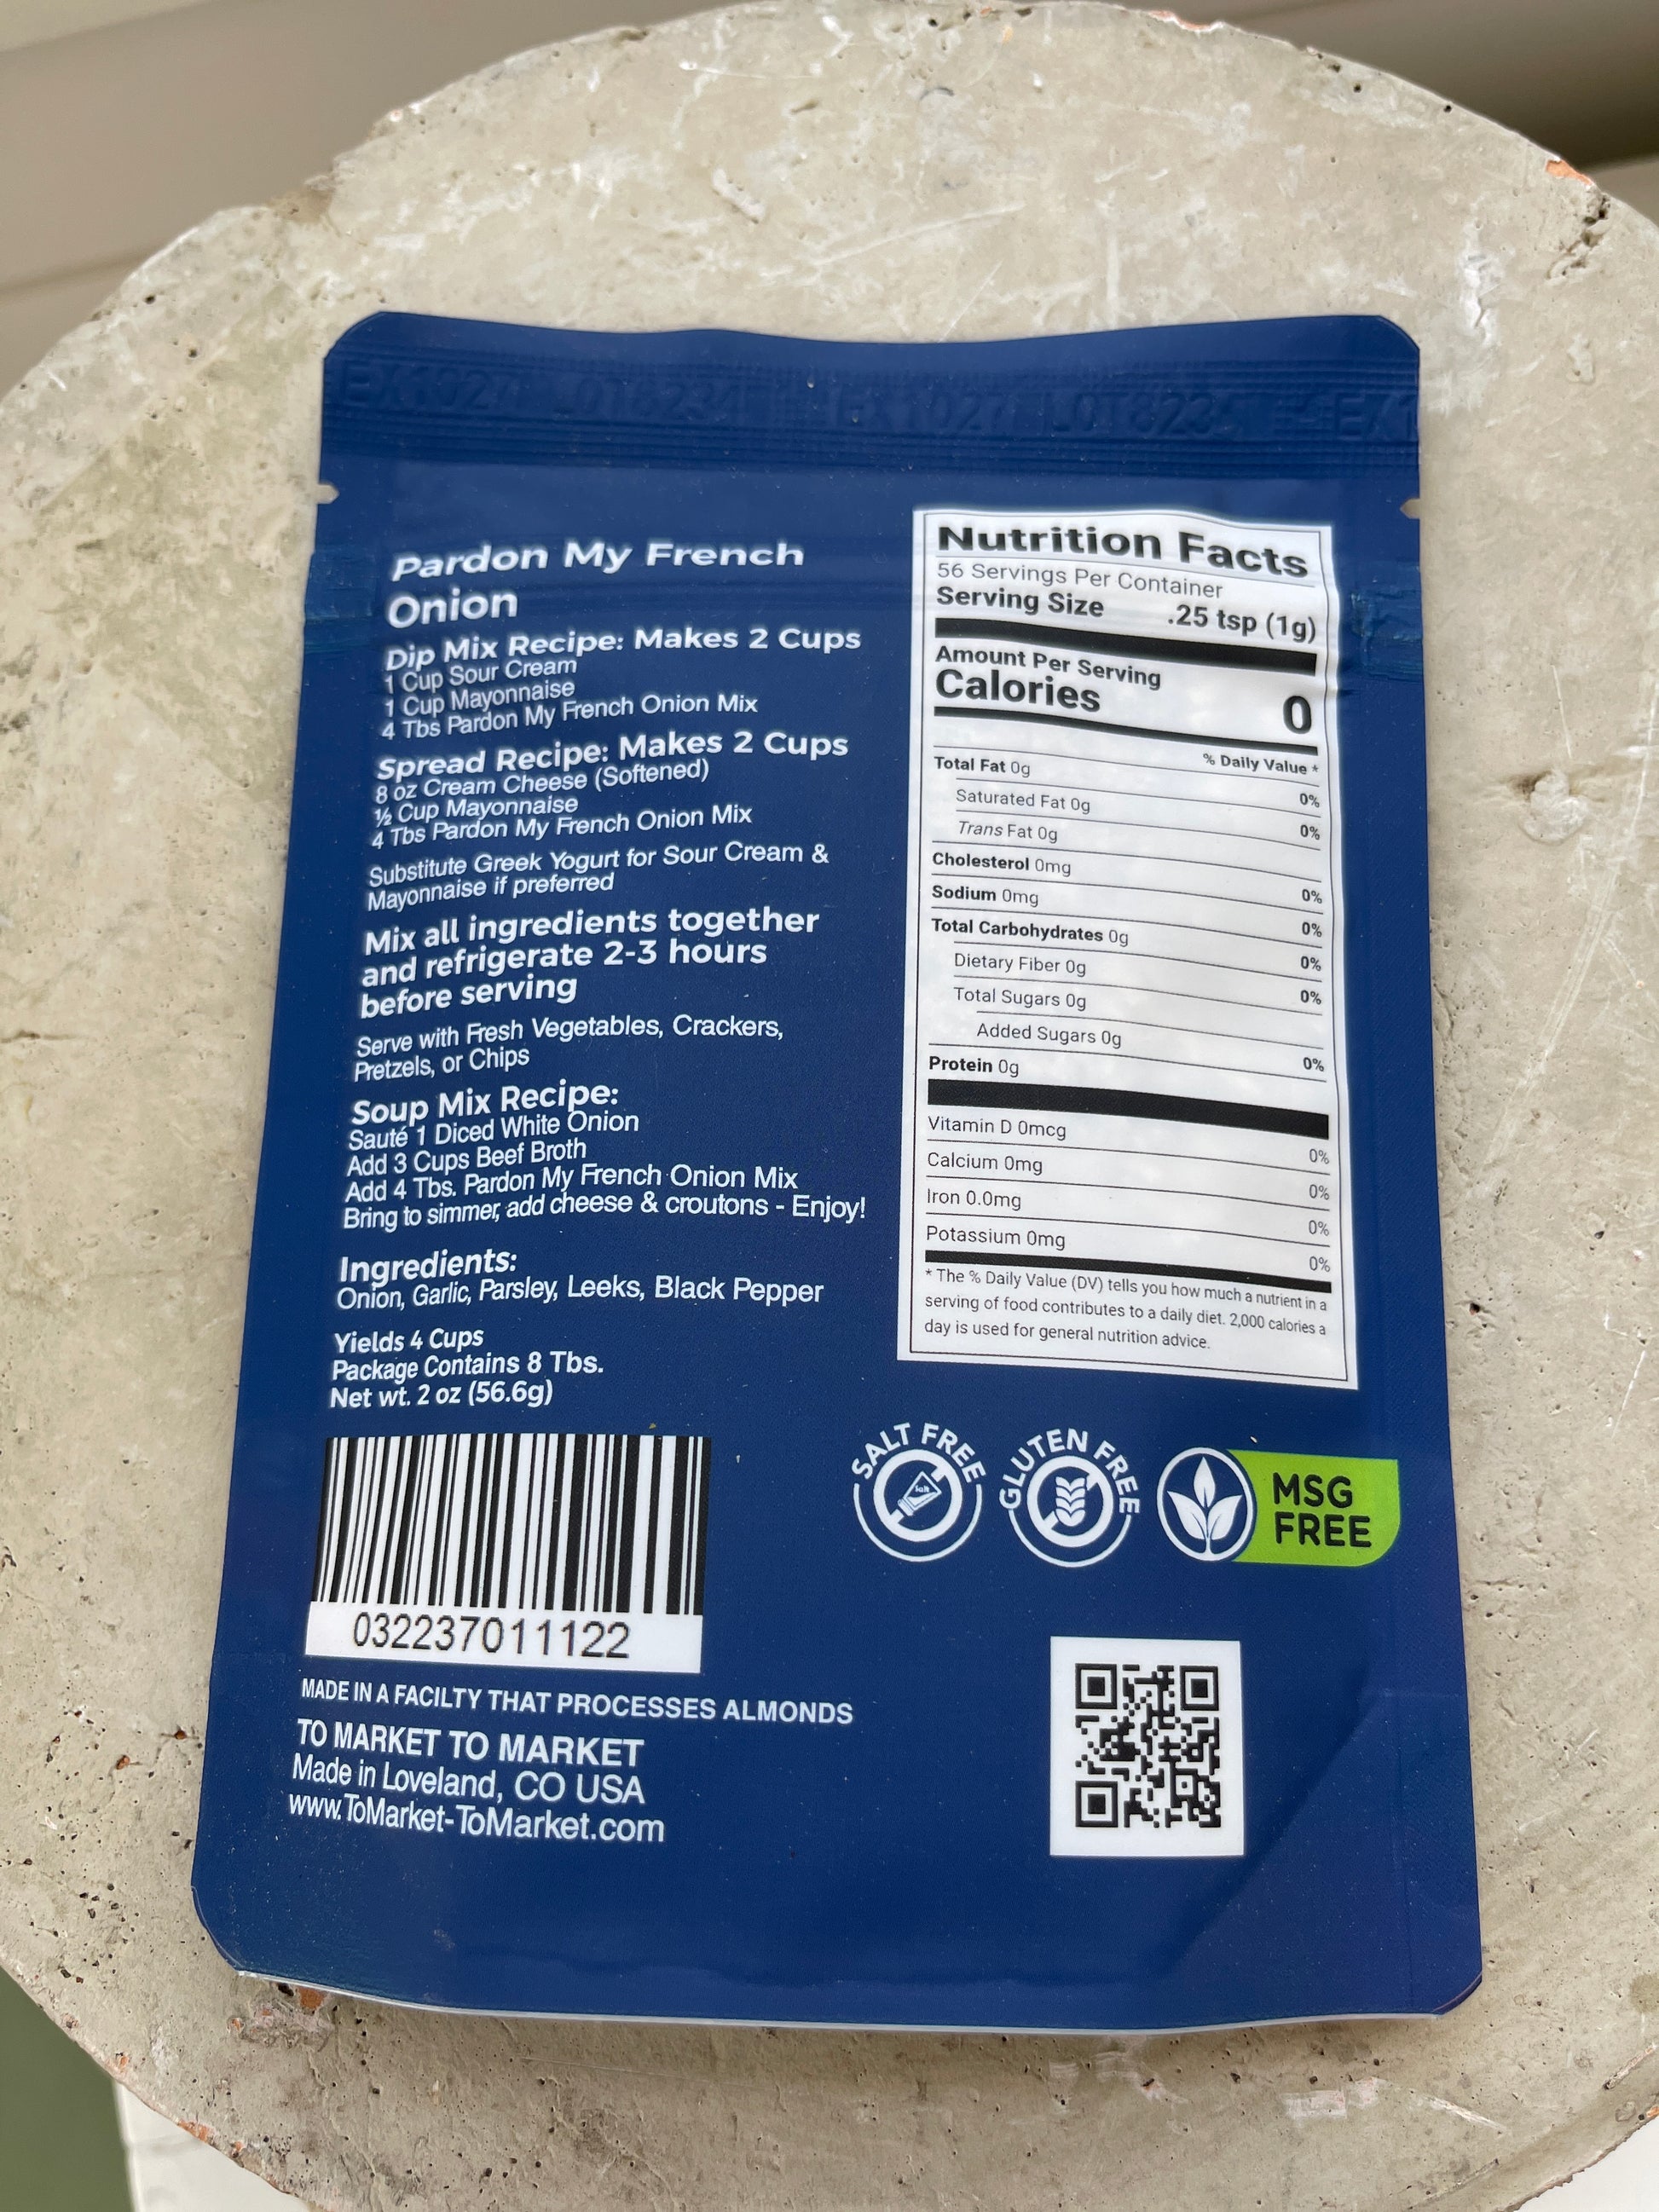 EX1027 LOT8234 EX1027 LOT8234 EX1
Pardon My French
Onion
Dip Mix Recipe: Makes 2 Cups
1 Cup Sour Cream
1 Cup Mayonnaise
4 Tbs Pardon My French Onion Mix
Spread Recipe: Makes 2 Cups
8 oz Cream Cheese (Softened)
½ Cup Mayonnaise
4 Tbs Pardon My French Onion Mix
Substitute Greek Yogurt for Sour Cream &
Mayonnaise if preferred
Mix all ingredients together
and refrigerate 2-3 hours
before serving
Serve with Fresh Vegetables, Crackers,
Pretzels, or Chips
Soup Mix Recipe:
Sauté 1 Diced White Onion
Add 3 Cups Beef Broth
Add 4 Tbs. Pardon My French Onion Mix
Bring to simmer, add cheese & croutons - Enjoy!
Ingredients:
Onion, Garlic, Parsley, Leeks, Black Pepper
Yields 4 Cups
Package Contains 8 Tbs.
Net wt. 2 oz (56.6g)
032237011122
MADE IN A FACILTY THAT PROCESSES ALMONDS
TO MARKET TO MARKET
Made in Loveland, CO USA
www.ToMarket-ToMarket.com
Nutrition Facts
56 Servings Per Container
Serving Size .25 tsp (1g)
Amount Per Serving
Calories 0
% Daily Value *
Total Fat 0g 0%
Saturated Fat 0g 0%
Trans Fat 0g
Cholesterol 0mg 0%
Sodium 0mg 0%
Total Carbohydrates 0g 0%
Dietary Fiber 0g 0%
Total Sugars 0g
Added Sugars 0g 0%
Protein 0g
Vitamin D 0mcg 0%
Calcium 0mg 0%
Iron 0.0mg 0%
Potassium 0mg 0%
* The % Daily Value (DV) tells you how much a nutrient in a
serving of food contributes to a daily diet. 2,000 calories a
day is used for general nutrition advice.
SALT FREE
salt
GLUTEN FREE
MSG
FREE